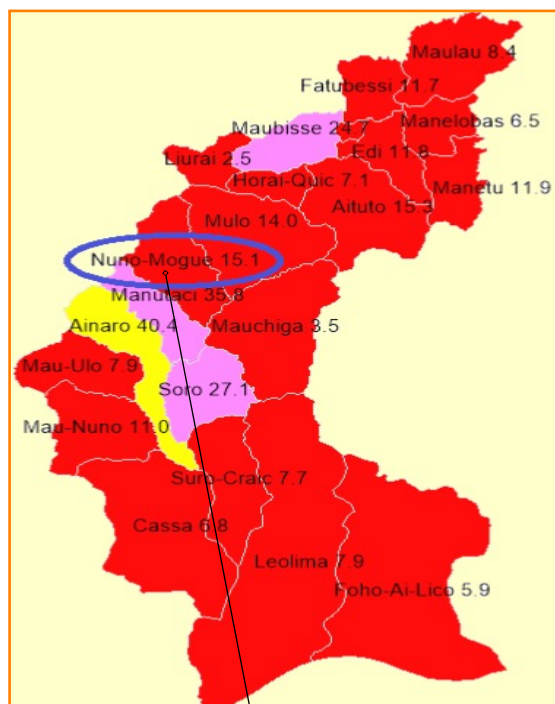 Maulau 8.4
Fatubessi 11.7
Maubisse 24.7
Manelobas 6.5
Edi 11.8
Liurai 2.5
Horai-Quic 7.1
Manetu 11.9
Aituto 15.3
Mulo 14.0
Nuno-Mogue 15.1
Manutaci 35.8
Ainaro 40.4
Mauchiga 3.5
Mau-Ulo 7.9
Soro 27.1
Mau-Nuno 11.0
Suro-Craic 7.7
Cassa 6.8
Leolima 7.9
Foho-Ai-Lico 5.9